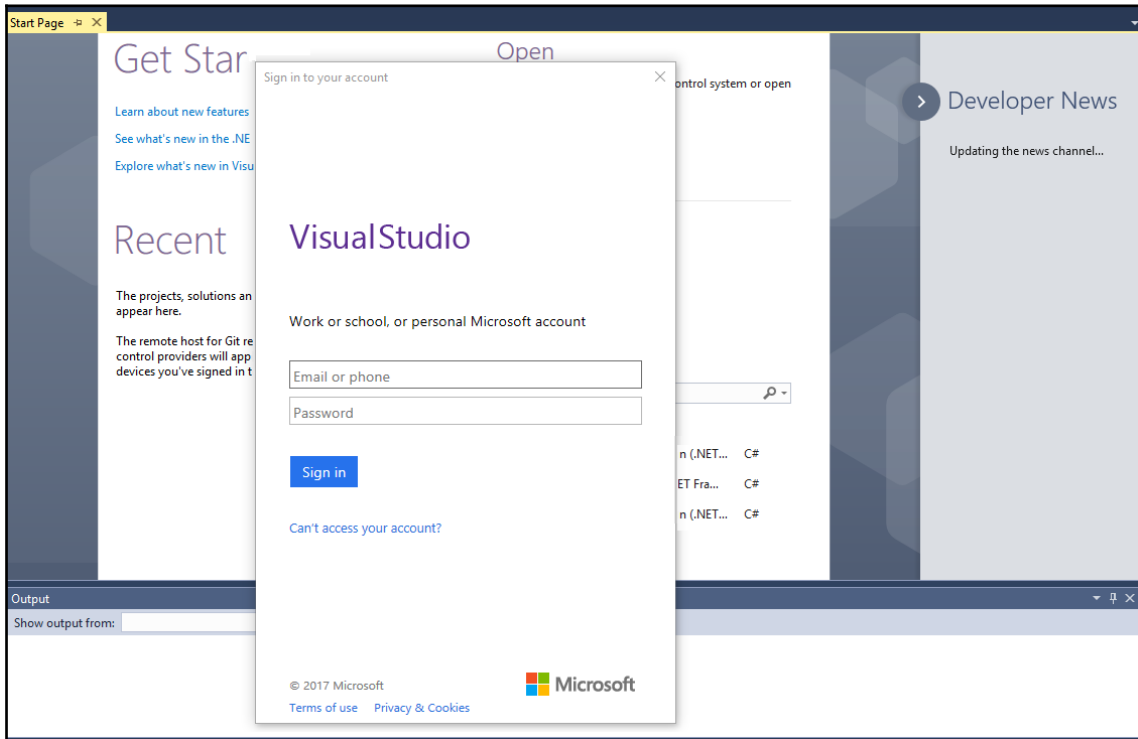 Start Page
Get Star
Open
Sign in to your account
ontrol system or open
Developer News
Learn about new features
See what's new in the .NE
Updating the news channel...
Explore what's new in Visu
Recent
Visual Studio
The projects, solutions an
appear here.
Work or school, or personal Microsoft account
The remote host for Git re
control providers will app
devices you've signed in t
Email or phone
Password
n (.NET... C#
Sign in
ET Fra... C#
n (.NET... C#
Can't access your account?
Output
Show output from:
© 2017 Microsoft
Microsoft
Terms of use Privacy & Cookies